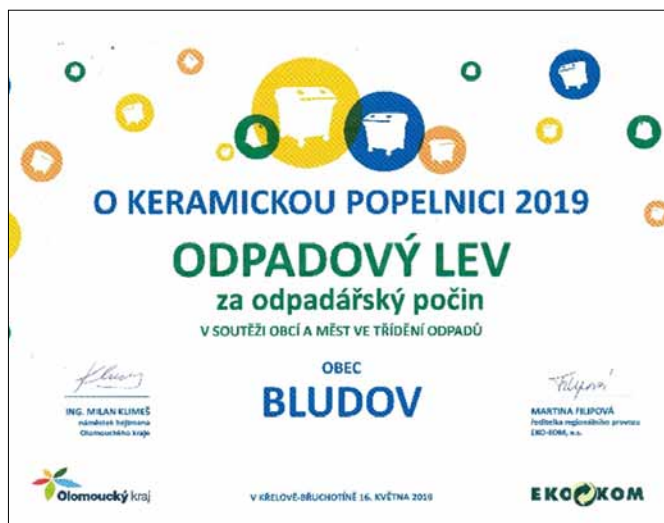 O KERAMICKOU POPELNICI 2019
ODPADOVÝ LEV
za odpadářský počin
V SOUTĚŽI OBCÍ A MĚST VE TŘÍDĚNÍ ODPADŮ
OBEC
BLUDOV
ING. MILAN KLIMEŠ
náměstek hejtmana
Olomouckého kraje
Filipová
MARTINA FILIPOVÁ
ředitelka regionálního provozu
EKO-KOM, a.s.
Olomoucký kraj
V KŘELOVĚ-BŘUCHOTÍNĚ 16. KVĚTNA 2019
EKO KOM